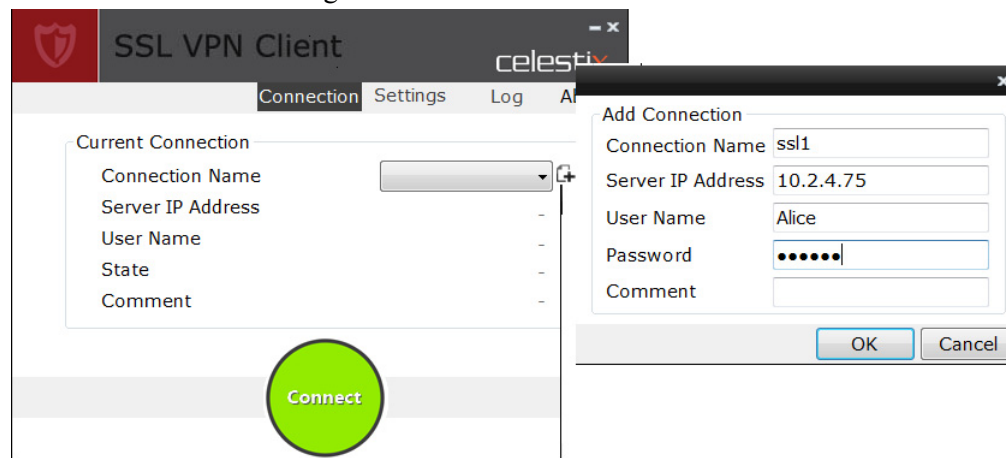 SSL VPN Client
celestix
Connection Settings Log
Current Connection
Connection Name
Server IP Address
-
User Name
-
State
-
Comment
-
Connect
Add Connection
Connection Name ssl1
Server IP Address 10.2.4.75
User Name Alice
Password ••••••
Comment
OK Cancel